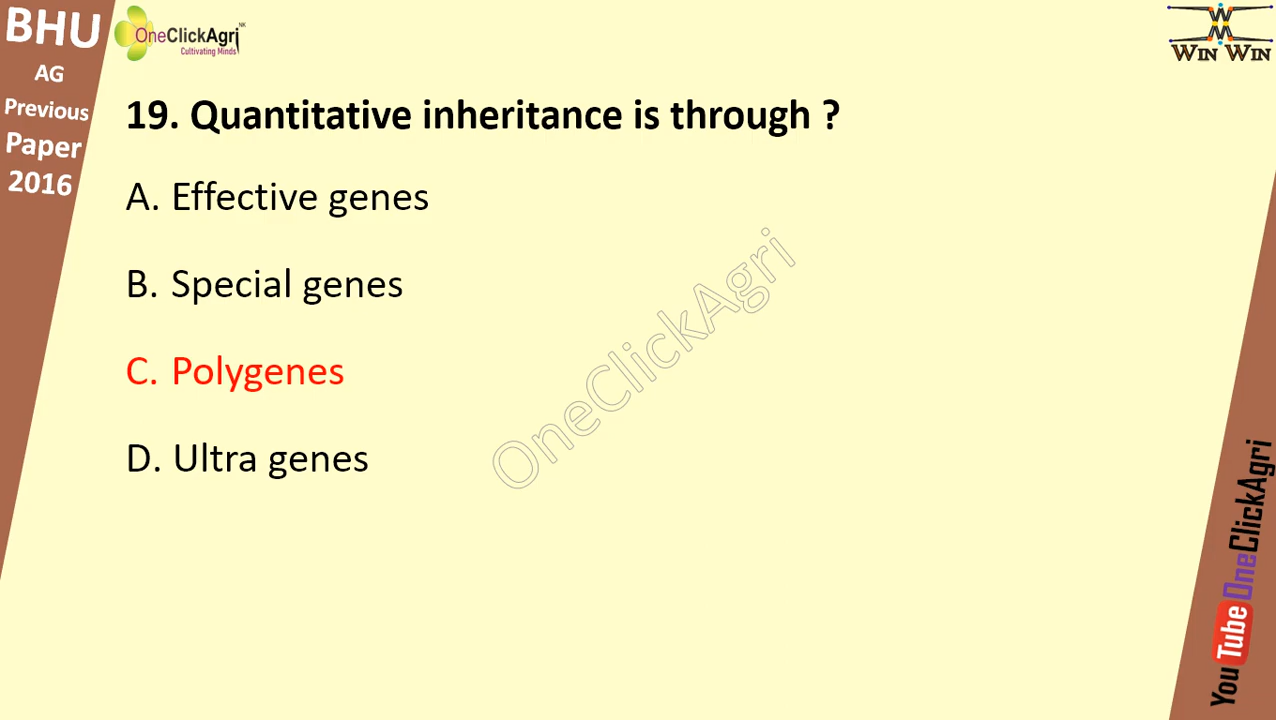 BHU
AG
Previous
Paper
2016
OneClickAgri NK
Cultivating Minds
WIN WIN
19. Quantitative inheritance is through ?
A. Effective genes
B. Special genes
C. Polygenes
D. Ultra genes
OneClickAgri
YouTube OneClickAgri